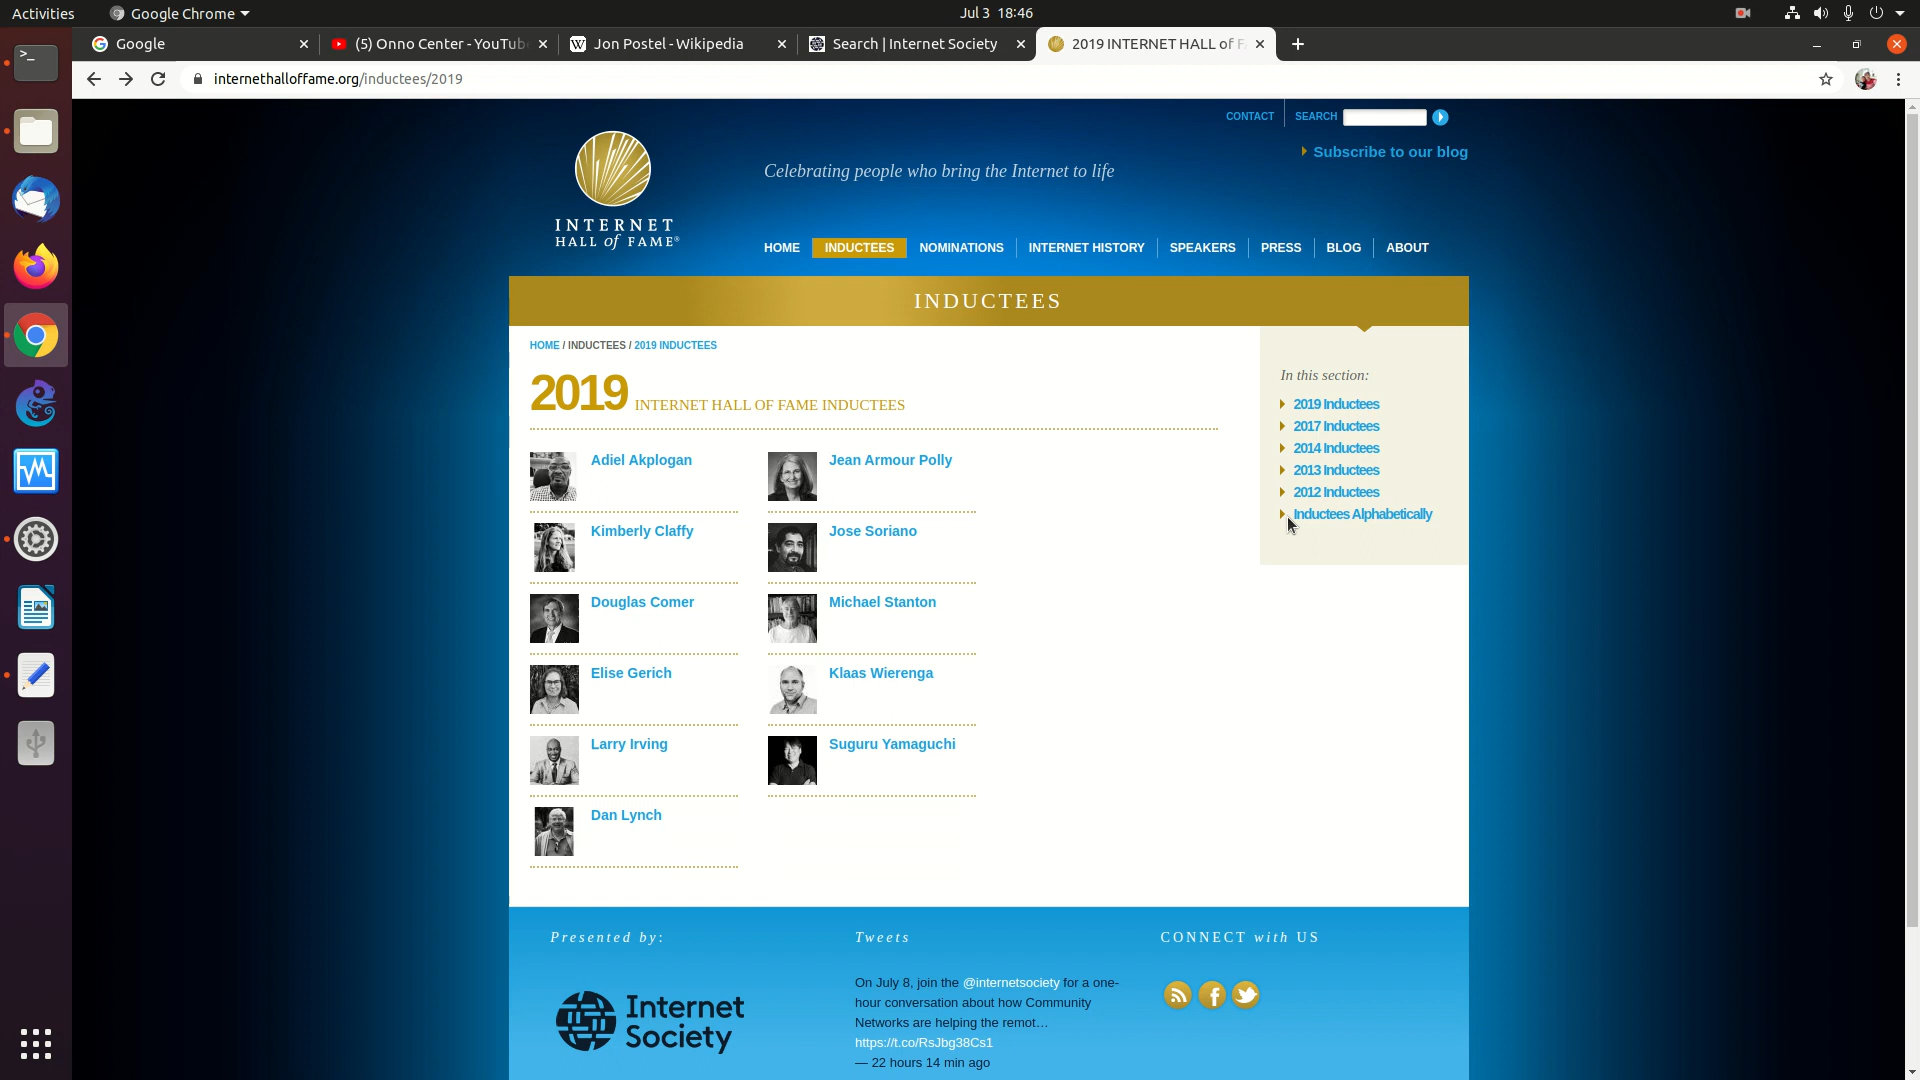 Activities
Google Chrome
Jul 3 18:46
Google
(5) Onno Center - YouTub
Jon Postel - Wikipedia
Search | Internet Society
2019 INTERNET HALL of F
internethalloffame.org/inductees/2019
CONTACT
SEARCH
Subscribe to our blog
Celebrating people who bring the Internet to life
INTERNET
HALL of FAME®
HOME
INDUCTEES
NOMINATIONS
INTERNET HISTORY
SPEAKERS
PRESS
BLOG
ABOUT
INDUCTEES
HOME / INDUCTEES / 2019 INDUCTEES
2019 INTERNET HALL OF FAME INDUCTEES
Adiel Akplogan
Kimberly Claffy
Douglas Comer
Elise Gerich
Larry Irving
Dan Lynch
Jean Armour Polly
Jose Soriano
Michael Stanton
Klaas Wierenga
Suguru Yamaguchi
In this section:
2019 Inductees
2017 Inductees
2014 Inductees
2013 Inductees
2012 Inductees
Inductees Alphabetically
Presented by:
Internet
Society
Tweets
On July 8, join the @internetsociety for a one-
hour conversation about how Community
Networks are helping the remot…
https://t.co/RsJbg38Cs1
— 22 hours 14 min ago
CONNECT with US